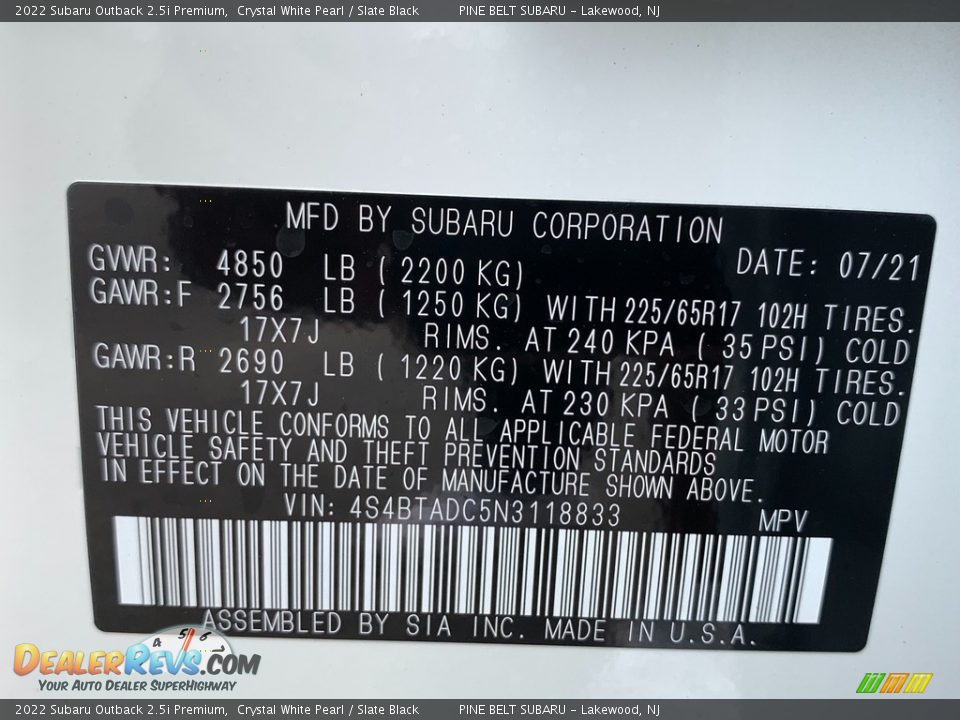 2022 Subaru Outback 2.5i Premium, Crystal White Pearl / Slate Black PINE BELT SUBARU - Lakewood, NJ
MFD BY SUBARU CORPORATION
GVWR: 4850 LB ( 2200 KG) DATE: 07/21
GAWR:F 2756 LB ( 1250 KG) WITH 225/65R17 102H TIRES.
17X7J RIMS. AT 240 KPA ( 35 PSI) COLD
GAWR:R 2690 LB ( 1220 KG) WITH 225/65R17 102H TIRES.
17X7J RIMS. AT 230 KPA ( 33 PSI) COLD
THIS VEHICLE CONFORMS TO ALL APPLICABLE FEDERAL MOTOR
VEHICLE SAFETY AND THEFT PREVENTION STANDARDS
IN EFFECT ON THE DATE OF MANUFACTURE SHOWN ABOVE.
VIN: 4S4BTADC5N3118833 MPV
ASSEMBLED BY SIA INC. MADE IN U.S.A.
4 5 6 7
DEALERREVS.COM
YOUR AUTO DEALER SUPERHIGHWAY
2022 Subaru Outback 2.5i Premium, Crystal White Pearl / Slate Black PINE BELT SUBARU - Lakewood, NJ